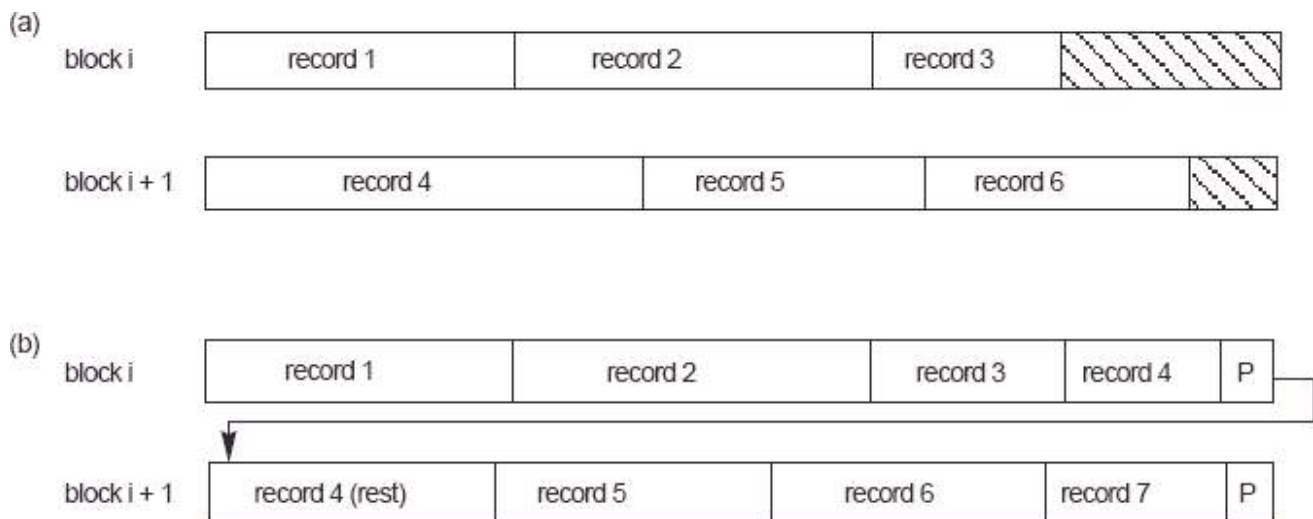 (a)
block i record 1 record 2 record 3
block i + 1 record 4 record 5 record 6
(b)
block i record 1 record 2 record 3 record 4 P
block i + 1 record 4 (rest) record 5 record 6 record 7 P